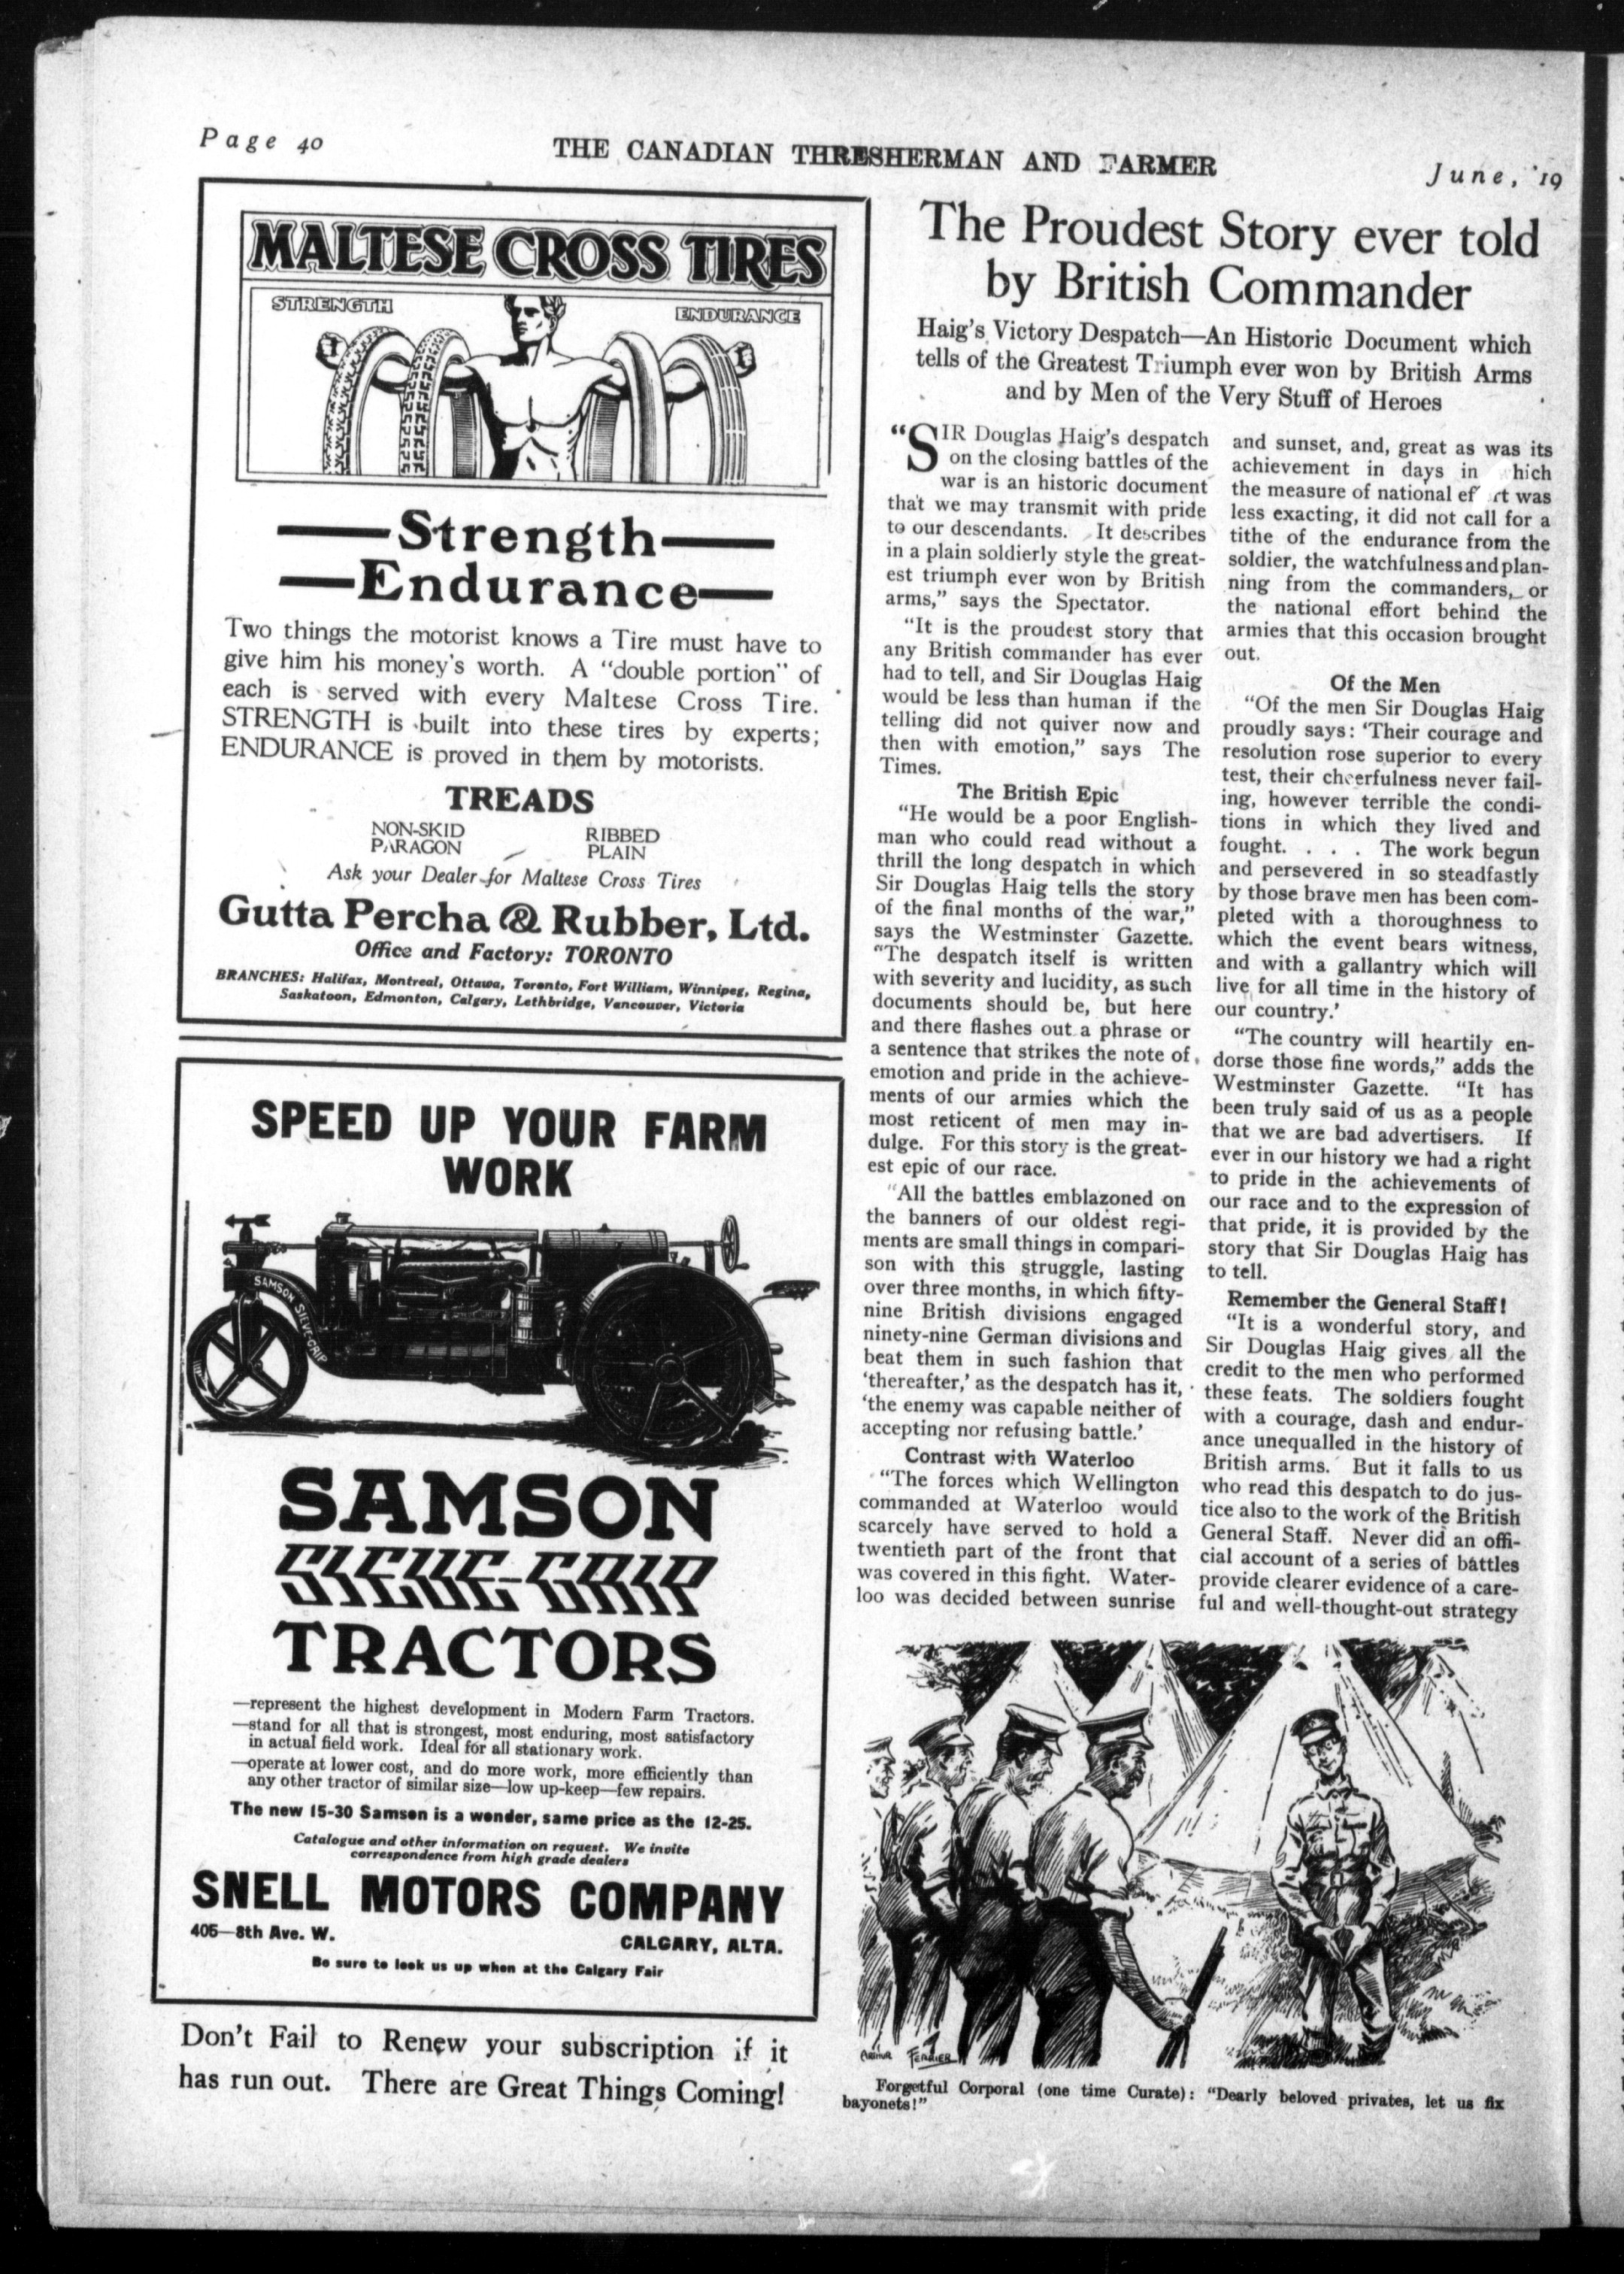 Page 40
THE CANADIAN THRESHERMAN AND FARMER
June, '19
MALTESE CROSS TIRES
STRENGTH
ENDURANCE
Strength
Endurance
Two things the motorist knows a Tire must have to
give him his money's worth. A "double portion" of
each is served with every Maltese Cross Tire.
STRENGTH is built into these tires by experts;
ENDURANCE is proved in them by motorists.
TREADS
NON-SKID
PARAGON
RIBBED
PLAIN
Ask your Dealer for Maltese Cross Tires
Gutta Percha & Rubber, Ltd.
Office and Factory: TORONTO
BRANCHES: Halifax, Montreal, Ottawa, Toronto, Fort William, Winnipeg, Regina,
Saskatoon, Edmonton, Calgary, Lethbridge, Vancouver, Victoria
SPEED UP YOUR FARM
WORK
SAMSON SIEVE-GRIP
SAMSON
SIEVE-GRIP
TRACTORS
—represent the highest development in Modern Farm Tractors.
—stand for all that is strongest, most enduring, most satisfactory
in actual field work. Ideal for all stationary work.
—operate at lower cost, and do more work, more efficiently than
any other tractor of similar size—low up-keep—few repairs.
The new 15-30 Samson is a wonder, same price as the 12-25.
Catalogue and other information on request. We invite
correspondence from high grade dealers
SNELL MOTORS COMPANY
405—8th Ave. W.
CALGARY, ALTA.
Be sure to look us up when at the Calgary Fair
Don't Fail to Renew your subscription if it
has run out. There are Great Things Coming!
The Proudest Story ever told
by British Commander
Haig's Victory Despatch—An Historic Document which
tells of the Greatest Triumph ever won by British Arms
and by Men of the Very Stuff of Heroes
"SIR Douglas Haig's despatch
on the closing battles of the
war is an historic document
that we may transmit with pride
to our descendants. It describes
in a plain soldierly style the great-
est triumph ever won by British
arms," says the Spectator.
"It is the proudest story that
any British commander has ever
had to tell, and Sir Douglas Haig
would be less than human if the
telling did not quiver now and
then with emotion," says The
Times.
The British Epic
"He would be a poor English-
man who could read without a
thrill the long despatch in which
Sir Douglas Haig tells the story
of the final months of the war,"
says the Westminster Gazette.
"The despatch itself is written
with severity and lucidity, as such
documents should be, but here
and there flashes out a phrase or
a sentence that strikes the note of
emotion and pride in the achieve-
ments of our armies which the
most reticent of men may in-
dulge. For this story is the great-
est epic of our race.
"All the battles emblazoned on
the banners of our oldest regi-
ments are small things in compari-
son with this struggle, lasting
over three months, in which fifty-
nine British divisions engaged
ninety-nine German divisions and
beat them in such fashion that
'thereafter,' as the despatch has it,
'the enemy was capable neither of
accepting nor refusing battle.'
Contrast with Waterloo
"The forces which Wellington
commanded at Waterloo would
scarcely have served to hold a
twentieth part of the front that
was covered in this fight. Water-
loo was decided between sunrise
and sunset, and, great as was its
achievement in days in which
the measure of national effort was
less exacting, it did not call for a
tithe of the endurance from the
soldier, the watchfulness and plan-
ning from the commanders, or
the national effort behind the
armies that this occasion brought
out.
Of the Men
"Of the men Sir Douglas Haig
proudly says: 'Their courage and
resolution rose superior to every
test, their cheerfulness never fail-
ing, however terrible the condi-
tions in which they lived and
fought. . . . The work begun
and persevered in so steadfastly
by those brave men has been com-
pleted with a thoroughness to
which the event bears witness,
and with a gallantry which will
live for all time in the history of
our country.'
"The country will heartily en-
dorse those fine words," adds the
Westminster Gazette. "It has
been truly said of us as a people
that we are bad advertisers. If
ever in our history we had a right
to pride in the achievements of
our race and to the expression of
that pride, it is provided by the
story that Sir Douglas Haig has
to tell.
Remember the General Staff!
"It is a wonderful story, and
Sir Douglas Haig gives all the
credit to the men who performed
these feats. The soldiers fought
with a courage, dash and endur-
ance unequalled in the history of
British arms. But it falls to us
who read this despatch to do jus-
tice also to the work of the British
General Staff. Never did an offi-
cial account of a series of battles
provide clearer evidence of a care-
ful and well-thought-out strategy
ARTHUR FERRIER
Forgetful Corporal (one time Curate): "Dearly beloved privates, let us fix
bayonets!"